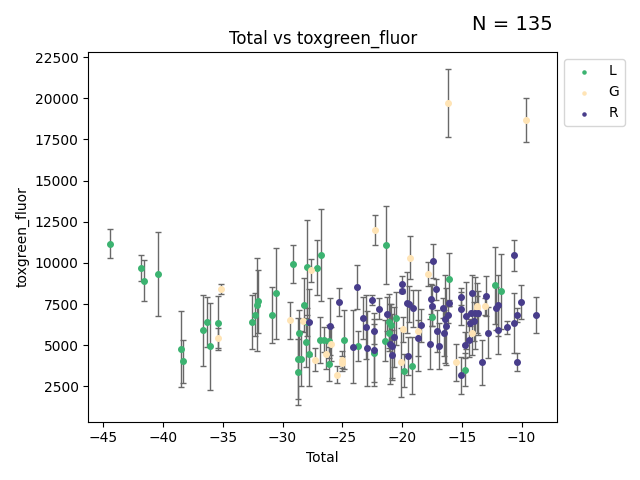 N = 135
Total vs toxgreen_fluor
22500
20000
17500
15000
12500
10000
7500
5000
2500
toxgreen_fluor
−45 −40 −35 −30 −25 −20 −15 −10
Total
L
G
R